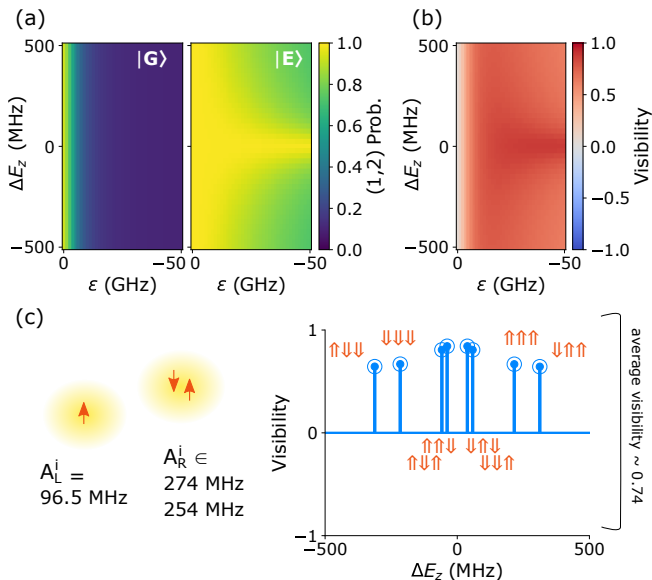 (a)
(b)
|G⟩
|E⟩
500
0
−500
ΔE_z (MHz)
0
−50
ε (GHz)
0
−50
ε (GHz)
1.0
0.8
0.6
0.4
0.2
0.0
(1,2) Prob.
500
0
−500
ΔE_z (MHz)
0
−50
ε (GHz)
1.0
0.5
0.0
−0.5
−1.0
Visibility
(c)
A_L^i =
96.5 MHz
A_R^i ∈
274 MHz
254 MHz
1
0
-1
Visibility
⇑⇓⇓
⇓⇓⇓
⇑⇑⇑
⇓⇑⇑
⇑⇑⇓
⇓⇑⇓
⇑⇓⇑
⇓⇓⇑
-500
0
500
ΔE_z (MHz)
average visibility ~ 0.74